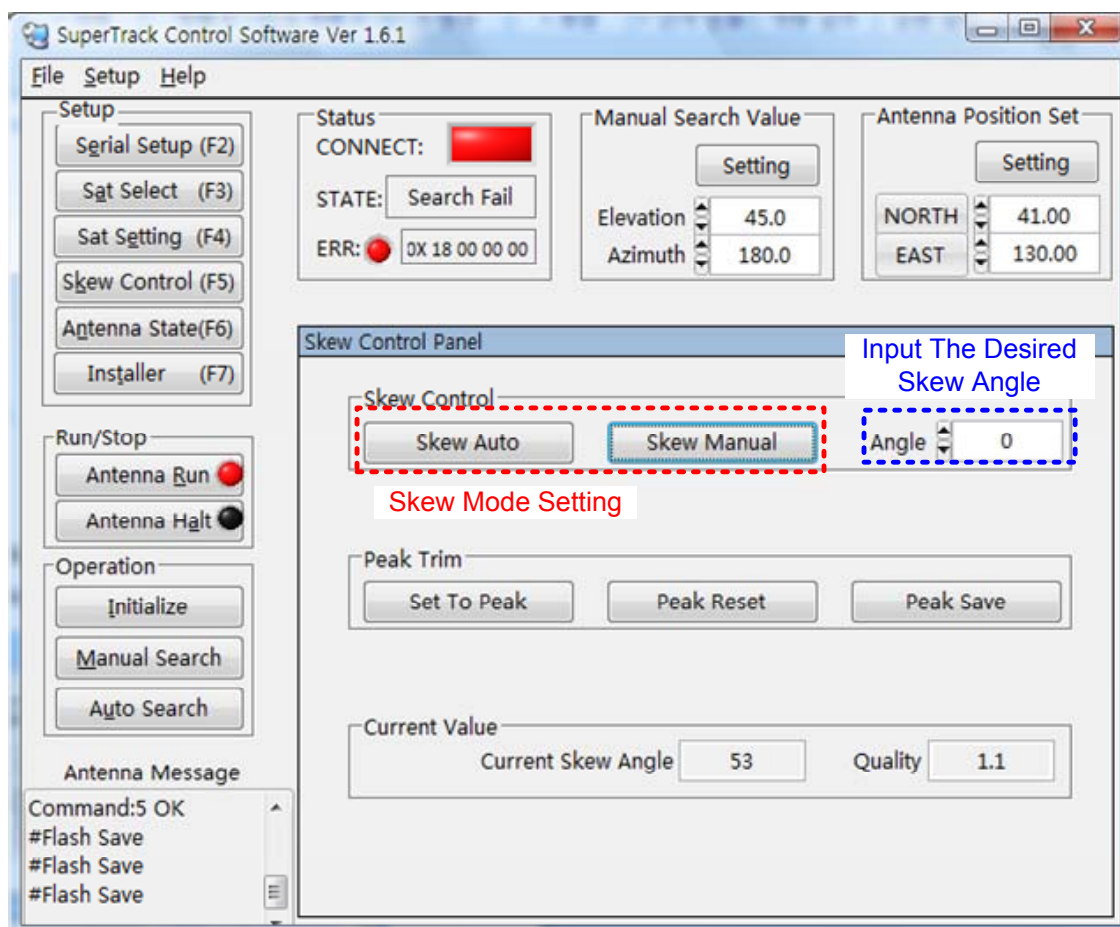 SuperTrack Control Software Ver 1.6.1
File Setup Help
Setup
Serial Setup (F2)
Sat Select (F3)
Sat Setting (F4)
Skew Control (F5)
Antenna State(F6)
Installer (F7)
Run/Stop
Antenna Run
Antenna Halt
Operation
Initialize
Manual Search
Auto Search
Antenna Message
Command:5 OK
#Flash Save
#Flash Save
#Flash Save
Status
CONNECT:
STATE: Search Fail
ERR: 0X 18 00 00 00
Manual Search Value
Setting
Elevation 45.0
Azimuth 180.0
Antenna Position Set
Setting
NORTH 41.00
EAST 130.00
Skew Control Panel
Input The Desired
Skew Angle
Skew Control
Skew Auto Skew Manual Angle 0
Skew Mode Setting
Peak Trim
Set To Peak Peak Reset Peak Save
Current Value
Current Skew Angle 53 Quality 1.1